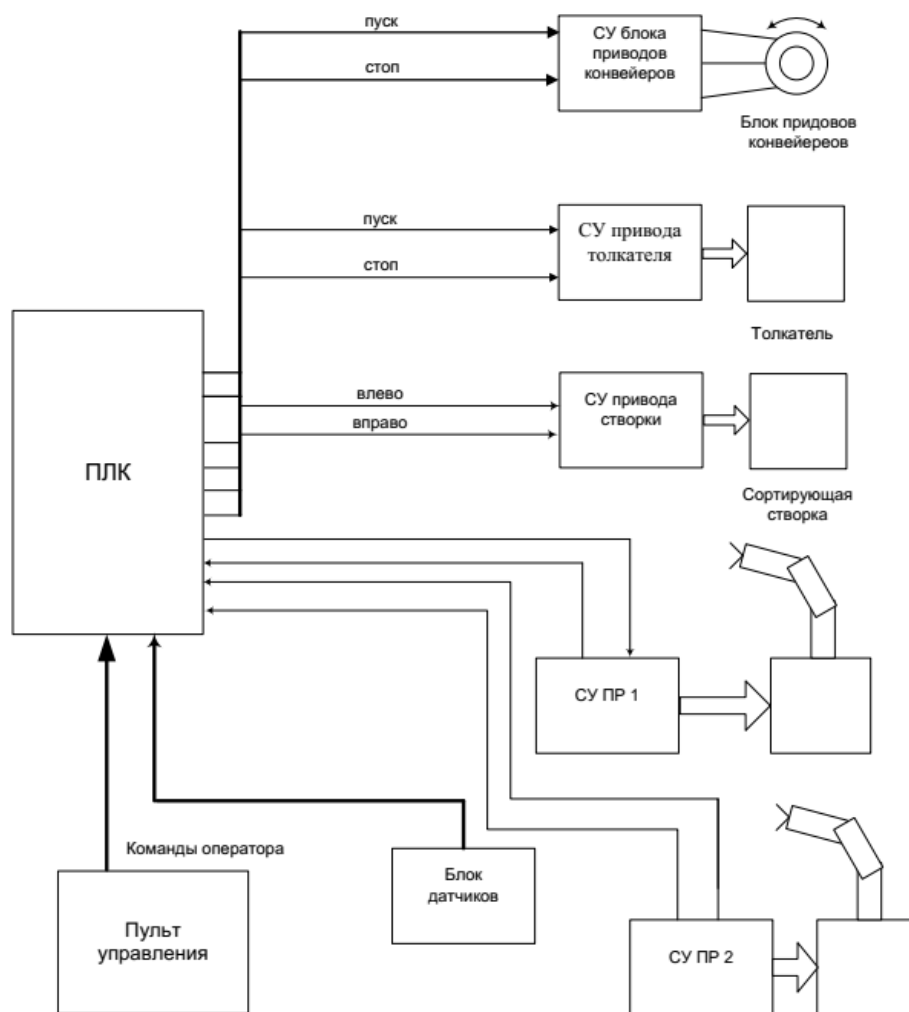 пуск
стоп
СУ блока
приводов
конвейеров
Блок придовов
конвейереов
пуск
стоп
СУ привода
толкателя
Толкатель
влево
вправо
СУ привода
створки
Сортирующая
створка
ПЛК
СУ ПР 1
Команды оператора
Пульт
управления
Блок
датчиков
СУ ПР 2